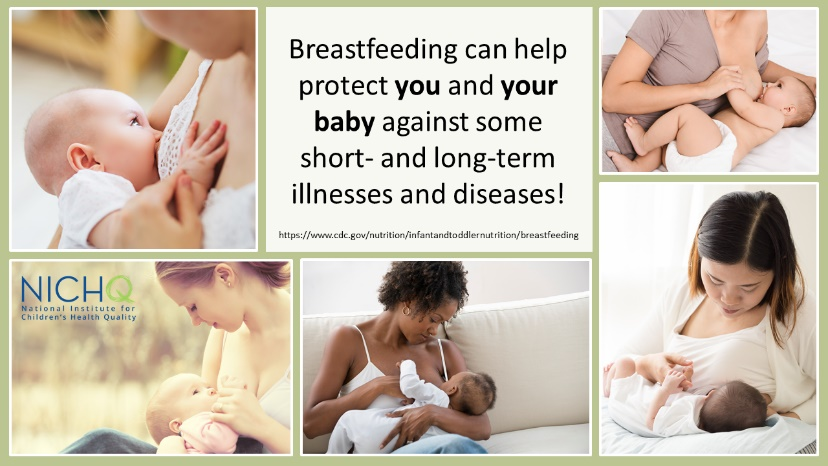 Breastfeeding can help
protect you and your
baby against some
short- and long-term
illnesses and diseases!
https://www.cdc.gov/nutrition/infantandtoddlernutrition/breastfeeding
NICHQ
National Institute for
Children's Health Quality